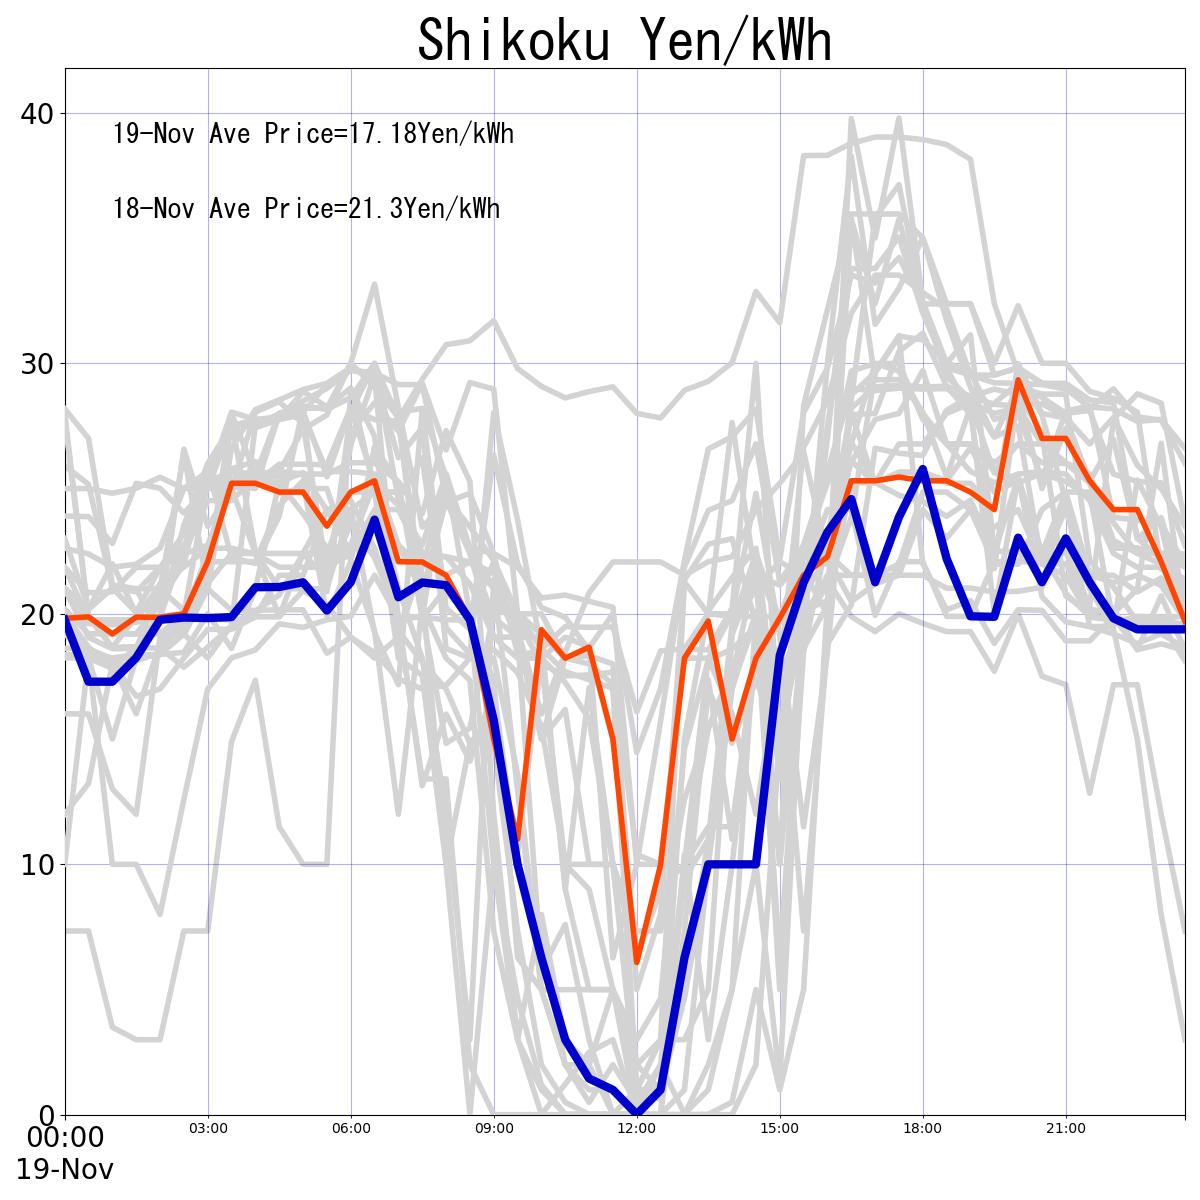 Shikoku Yen/kWh
40
19-Nov Ave Price=17.18Yen/kWh
18-Nov Ave Price=21.3Yen/kWh
30
20
10
0
00:00 03:00 06:00 09:00 12:00 15:00 18:00 21:00
19-Nov